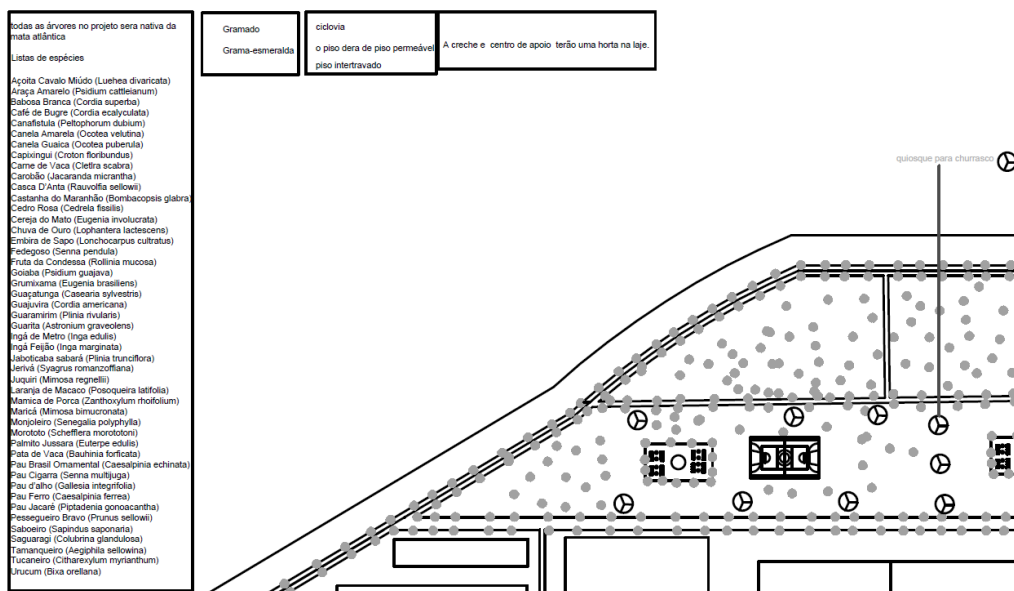 todas as árvores no projeto sera nativa da
mata atlântica
Listas de espécies
Açoita Cavalo Miúdo (Luehea divaricata)
Araça Amarelo (Psidium cattleianum)
Babosa Branca (Cordia superba)
Café de Bugre (Cordia ecalyculata)
Canafistula (Peltophorum dubium)
Canela Amarela (Ocotea velutina)
Canela Guaica (Ocotea puberula)
Capixingui (Croton floribundus)
Carne de Vaca (Cletlra scabra)
Carobão (Jacaranda micrantha)
Casca D'Anta (Rauvolfia sellowii)
Castanha do Maranhão (Bombacopsis glabra)
Cedro Rosa (Cedrela fissilis)
Cereja do Mato (Eugenia involucrata)
Chuva de Ouro (Lophantera lactescens)
Embira de Sapo (Lonchocarpus cultratus)
Fedegoso (Senna pendula)
Fruta da Condessa (Rollinia mucosa)
Goiaba (Psidium guajava)
Grumixama (Eugenia brasiliens)
Guaçatunga (Casearia sylvestris)
Guajuvira (Cordia americana)
Guaramirim (Plinia rivularis)
Guarita (Astronium graveolens)
Ingá de Metro (Inga edulis)
Ingá Feijão (Inga marginata)
Jaboticaba sabará (Plinia trunciflora)
Jerivá (Syagrus romanzoffiana)
Juquiri (Mimosa regnellii)
Laranja de Macaco (Posoqueira latifolia)
Mamica de Porca (Zanthoxylum rhoifolium)
Maricá (Mimosa bimucronata)
Monjoleiro (Senegalia polyphylla)
Morototo (Schefflera morototoni)
Palmito Jussara (Euterpe edulis)
Pata de Vaca (Bauhinia forficata)
Pau Brasil Ornamental (Caesalpinia echinata)
Pau Cigarra (Senna multijuga)
Pau d'alho (Gallesia integrifolia)
Pau Ferro (Caesalpinia ferrea)
Pau Jacaré (Piptadenia gonoacantha)
Pessegueiro Bravo (Prunus sellowii)
Saboeiro (Sapindus saponaria)
Saguaragi (Colubrina glandulosa)
Tamanqueiro (Aegiphila sellowina)
Tucaneiro (Citharexylum myrianthum)
Urucum (Bixa orellana)
Gramado
Grama-esmeralda
ciclovia
o piso dera de piso permeável
piso intertravado
A creche e centro de apoio terão uma horta na laje.
quiosque para churrasco